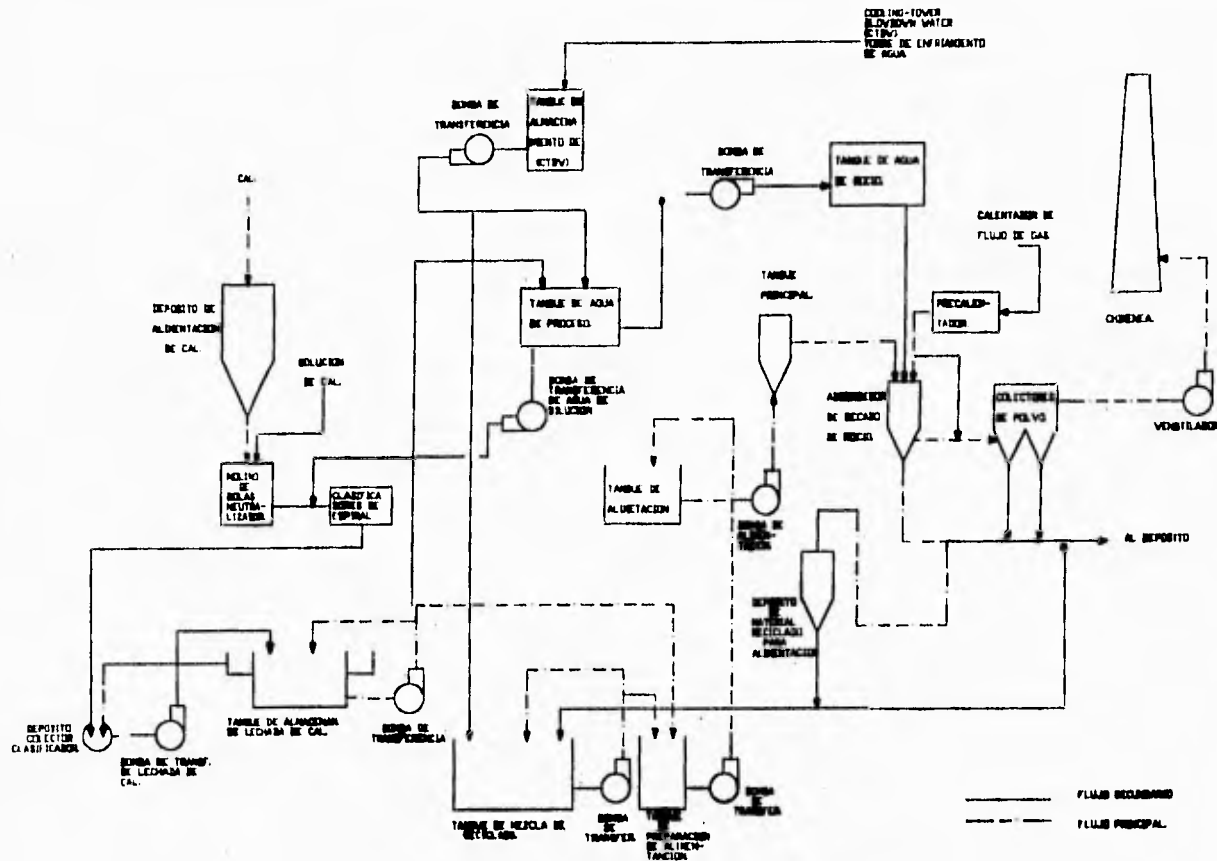 COOLING-TOWER
BLOWDOWN WATER
(CTBW)
TORRE DE ENFRIAMIENTO
DE AGUA
BOMBA DE
TRANSFERENCIA
TANQUE DE
ALMACENA
MIENTO DE
(CTBW)
BOMBA DE
TRANSFERENCIA
TANQUE DE AGUA
DE ROCIO.
CAL.
CALENTADOR DE
FLUJO DE GAS
TANQUE
PRINCIPAL.
DEPOSITO DE
ALIMENTACION
DE CAL.
TANQUE DE AGUA
DE PROCESO.
PRECALEN-
TADOR
CHIMENEA.
SOLUCION
DE CAL.
BOMBA DE
TRANSFERENCIA
DE AGUA DE
DILUCION
ABSORBEDOR
DE SECADO
DE ROCIO.
COLECTORES
DE POLVO.
VENTILADOR
MOLINO
DE
BOLAS
NEUTRA-
LIZADOR.
CLASIFICA
DORES DE
ESPIRAL
TANQUE DE
BOMBA DE
AL DEPOSITO
DEPOSITO
DE
MATERIAL
RECICLADO
PARA
ALIMENTACION
TANQUE DE ALMACENAM.
DE LECHADA DE CAL.
BOMBA DE
TRANSFERENCIA
DEPOSITO
COLECTOR
CLASIFICADOR.
BOMBA DE TRANSF.
DE LECHADA DE
CAL.
BOMBA DE
TRANSFER.
TANQUE DE MEZCLA DE
RECICLADO.
BOMBA
DE
TRANSFER.
TANQUE
DE
PREPARACION
DE ALIMEN-
TANCION
FLUJO SECUNDARIO
FLUJO PRINCIPAL.